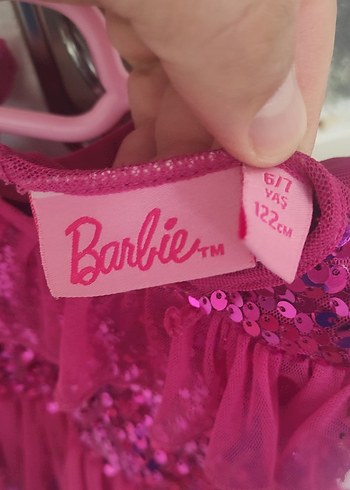 Barbie™
6/7
YAŞ
122CM